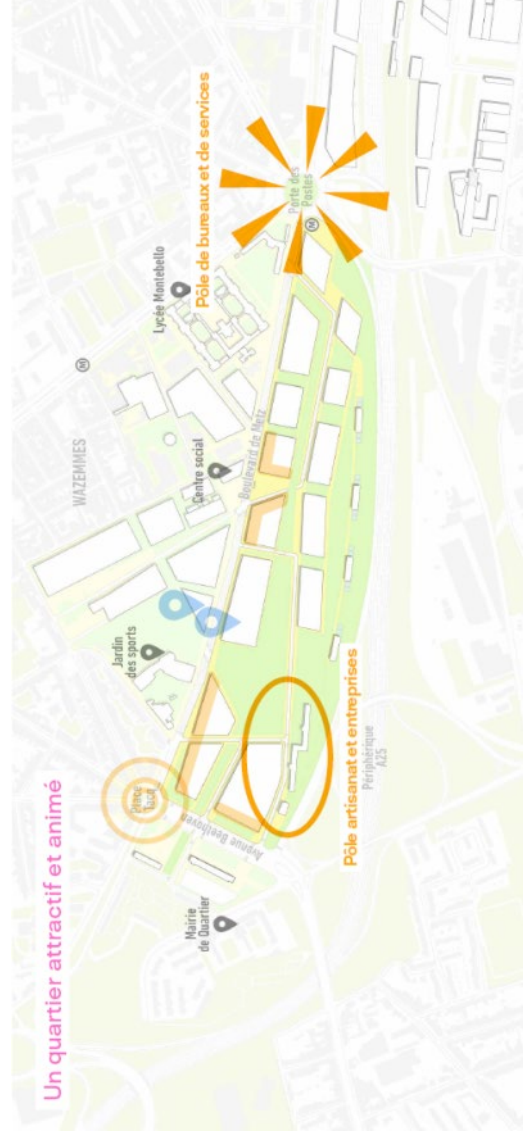 Un quartier attractif et animé
Mairie
de Quartier
Place
Tacq
Avenue Beethoven
Jardin
des sports
WAZEMMES
M
Centre social
Boulevard de Metz
Lycée Montebello
Pôle de bureaux et de services
Porte des
Postes
M
Pôle artisanat et entreprises
Périphérique
A25